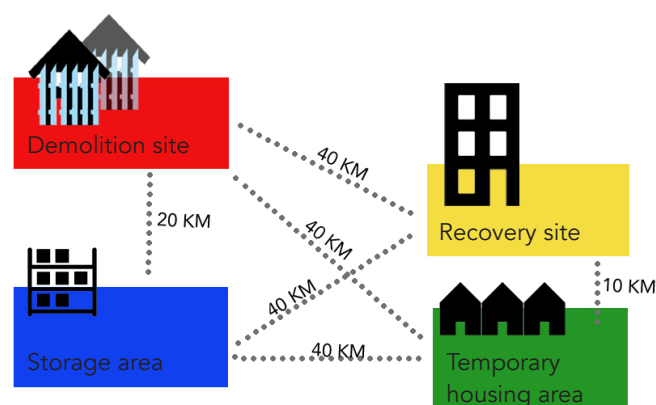 Demolition site
40 KM
Recovery site
20 KM
40 KM
10 KM
40 KM
Storage area
40 KM
Temporary
housing area